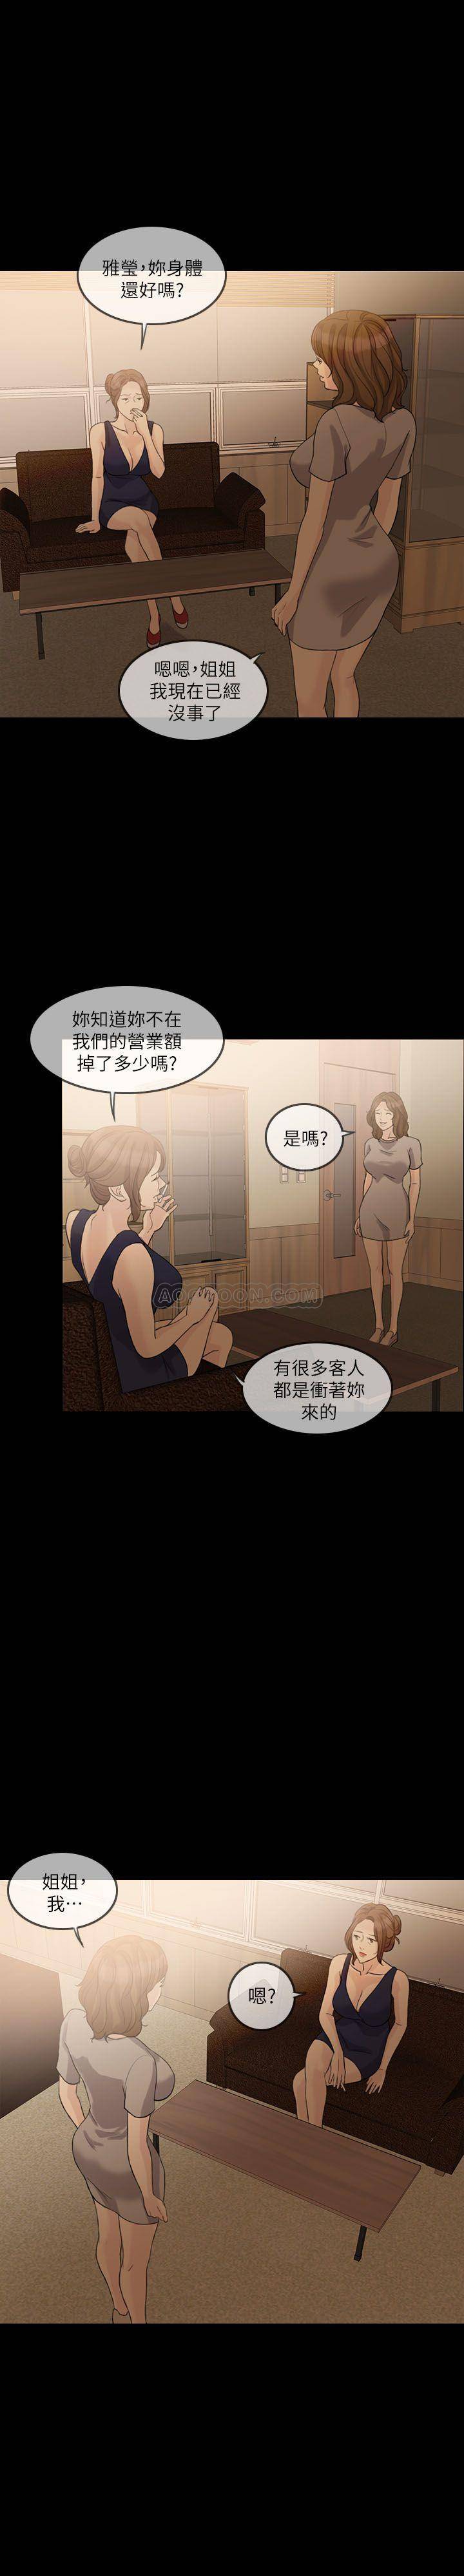 雅瑩，妳身體
還好嗎？
嗯嗯，姐姐
我現在已經
沒事了
妳知道妳不在
我們的營業額
掉了多少嗎？
是嗎？
有很多客人
都是衝著妳
來的
姐姐，
我…
嗯？